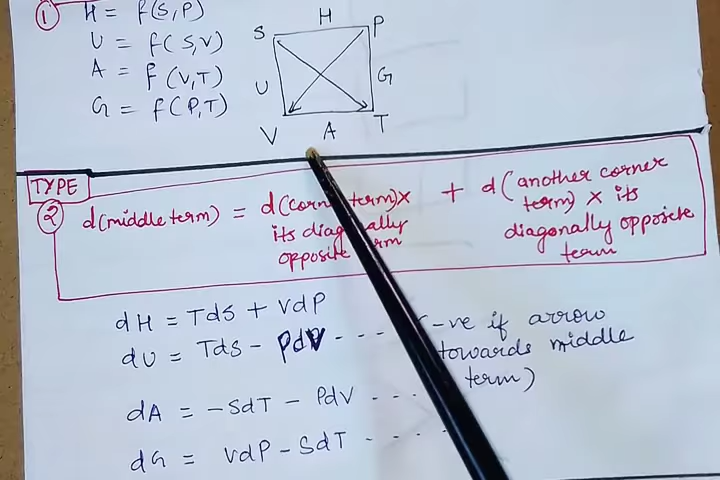 ① H = f(S,P)
U = f(S,V)
A = f(V,T)
G = f(P,T)
S H P
U G
V A T
TYPE
② d(middle term) = d(corner term) × its diagonally opposite term + d(another corner term) × its diagonally opposite term
dH = TdS + VdP
dU = TdS - PdV - - - (-ve if arrow towards middle term)
dA = -SdT - PdV - - -
dG = VdP - SdT - - -